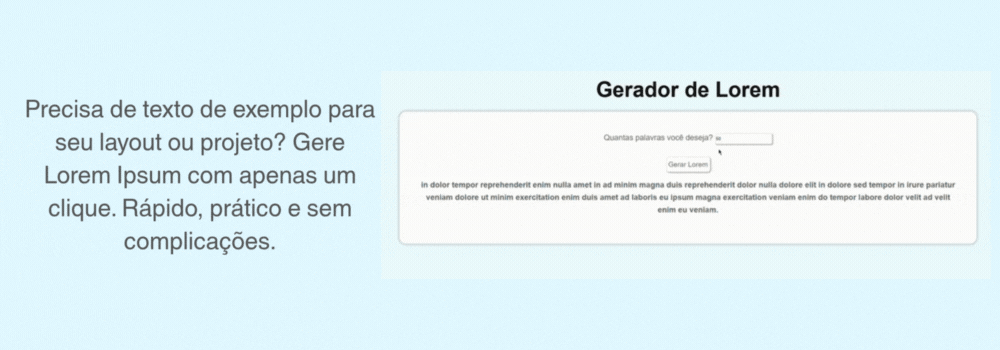 Precisa de texto de exemplo para
seu layout ou projeto? Gere
Lorem Ipsum com apenas um
clique. Rápido, prático e sem
complicações.
Gerador de Lorem
Quantas palavras você deseja?
Gerar Lorem
in dolor tempor reprehenderit enim nulla amet in ad minim magna duis reprehenderit dolor nulla dolore elit in dolore sed tempor in irure pariatur
veniam dolore ut minim exercitation enim duis amet ad laboris eu ipsum magna exercitation veniam enim do tempor labore dolor velit ad velit
enim eu veniam.